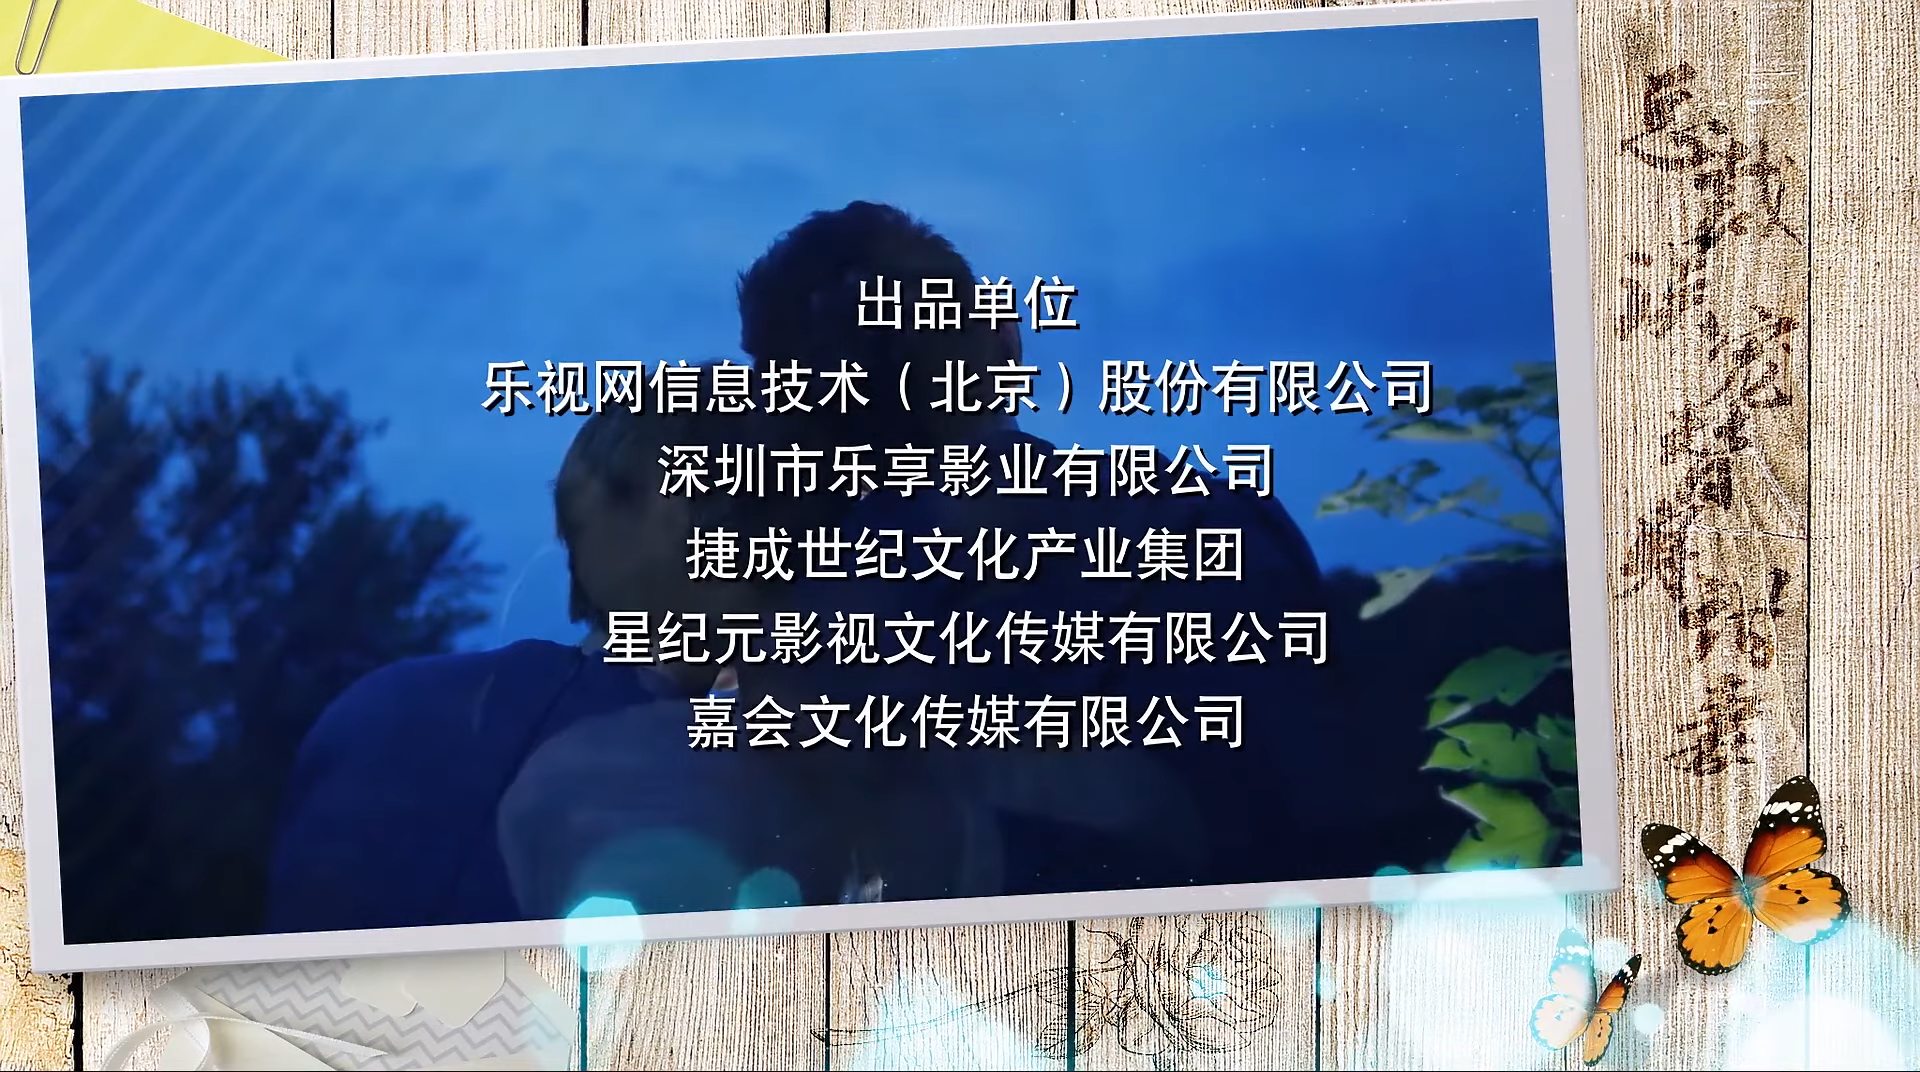 出品单位
乐视网信息技术（北京）股份有限公司
深圳市乐享影业有限公司
捷成世纪文化产业集团
星纪元影视文化传媒有限公司
嘉会文化传媒有限公司